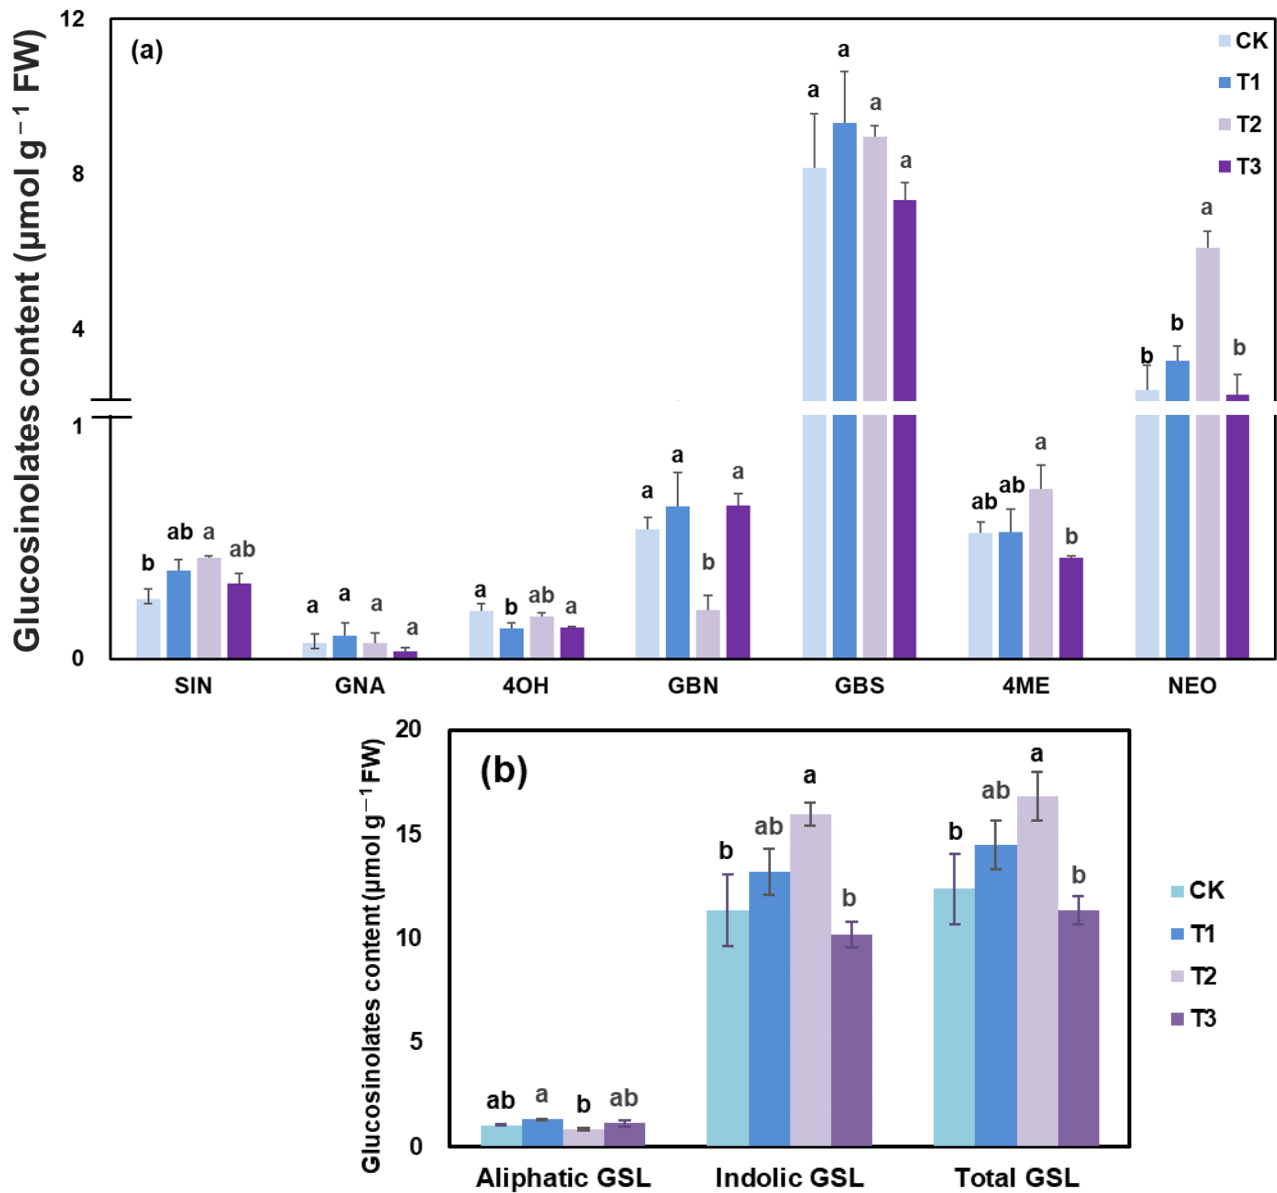 Glucosinolates content (μmol g⁻¹ FW)
(a)
12
8
4
1
0
CK
T1
T2
T3
b ab a ab
a a a a
a b ab a
a a b a
a a a a
ab ab a b
b b a b
SIN GNA 4OH GBN GBS 4ME NEO
Glucosinolates content (μmol g⁻¹ FW)
(b)
20
15
10
5
0
ab a b ab
b ab a b
b ab a b
Aliphatic GSL Indolic GSL Total GSL
CK
T1
T2
T3